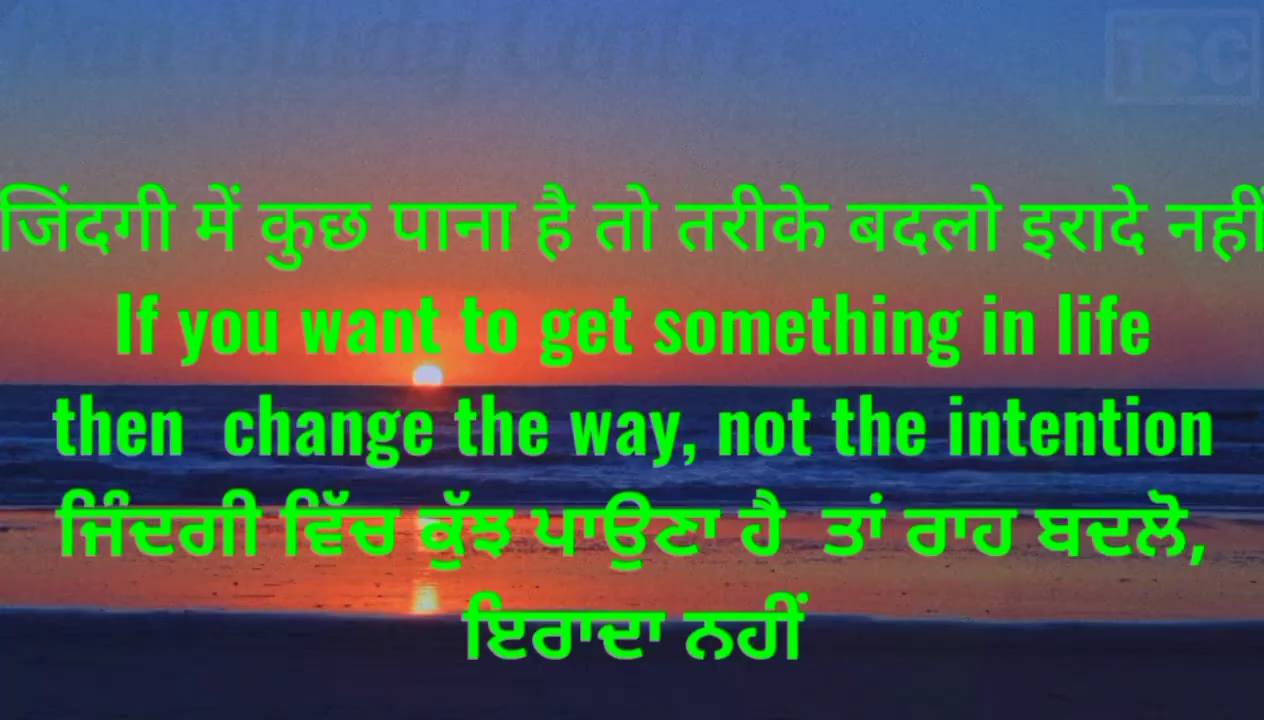 TSC
जिंदगी में कुछ पाना है तो तरीके बदलो इरादे नहीं
If you want to get something in life
then change the way, not the intention
ਜਿੰਦਗੀ ਵਿੱਚ ਕੁੱਝ ਪਾਉਣਾ ਹੈ ਤਾਂ ਰਾਹ ਬਦਲੋ,
ਇਰਾਦਾ ਨਹੀਂ